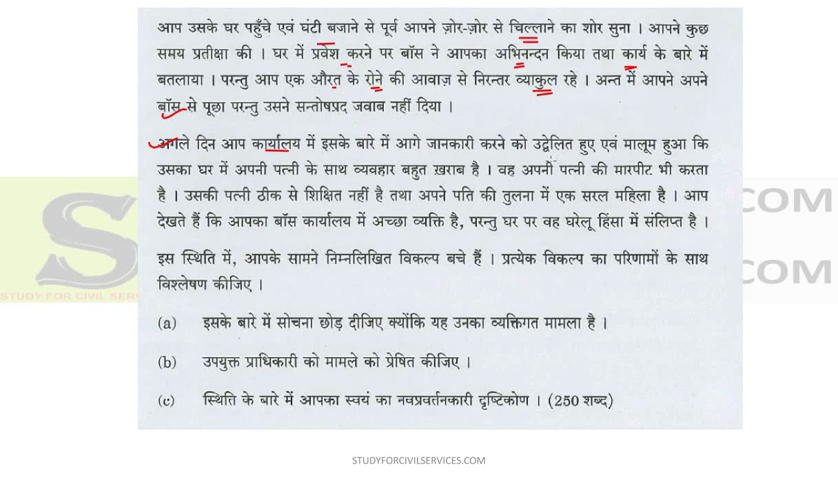 आप उसके घर पहुँचे एवं घंटी बजाने से पूर्व आपने ज़ोर-ज़ोर से चिल्लाने का शोर सुना । आपने कुछ
समय प्रतीक्षा की । घर में प्रवेश करने पर बॉस ने आपका अभिनन्दन किया तथा कार्य के बारे में
बतलाया । परन्तु आप एक औरत के रोने की आवाज़ से निरन्तर व्याकुल रहे । अन्त में आपने अपने
बॉस से पूछा परन्तु उसने सन्तोषप्रद जवाब नहीं दिया ।
अगले दिन आप कार्यालय में इसके बारे में आगे जानकारी करने को उद्वेलित हुए एवं मालूम हुआ कि
उसका घर में अपनी पत्नी के साथ व्यवहार बहुत ख़राब है । वह अपनी पत्नी की मारपीट भी करता
है । उसकी पत्नी ठीक से शिक्षित नहीं है तथा अपने पति की तुलना में एक सरल महिला है । आप
देखते हैं कि आपका बॉस कार्यालय में अच्छा व्यक्ति है, परन्तु घर पर वह घरेलू हिंसा में संलिप्त है ।
इस स्थिति में, आपके सामने निम्नलिखित विकल्प बचे हैं । प्रत्येक विकल्प का परिणामों के साथ
विश्लेषण कीजिए ।
(a) इसके बारे में सोचना छोड़ दीजिए क्योंकि यह उनका व्यक्तिगत मामला है ।
(b) उपयुक्त प्राधिकारी को मामले को प्रेषित कीजिए ।
(c) स्थिति के बारे में आपका स्वयं का नवप्रवर्तनकारी दृष्टिकोण । (250 शब्द)
S
COM
COM
STUDY FOR CIVIL SERV
STUDYFORCIVILSERVICES.COM